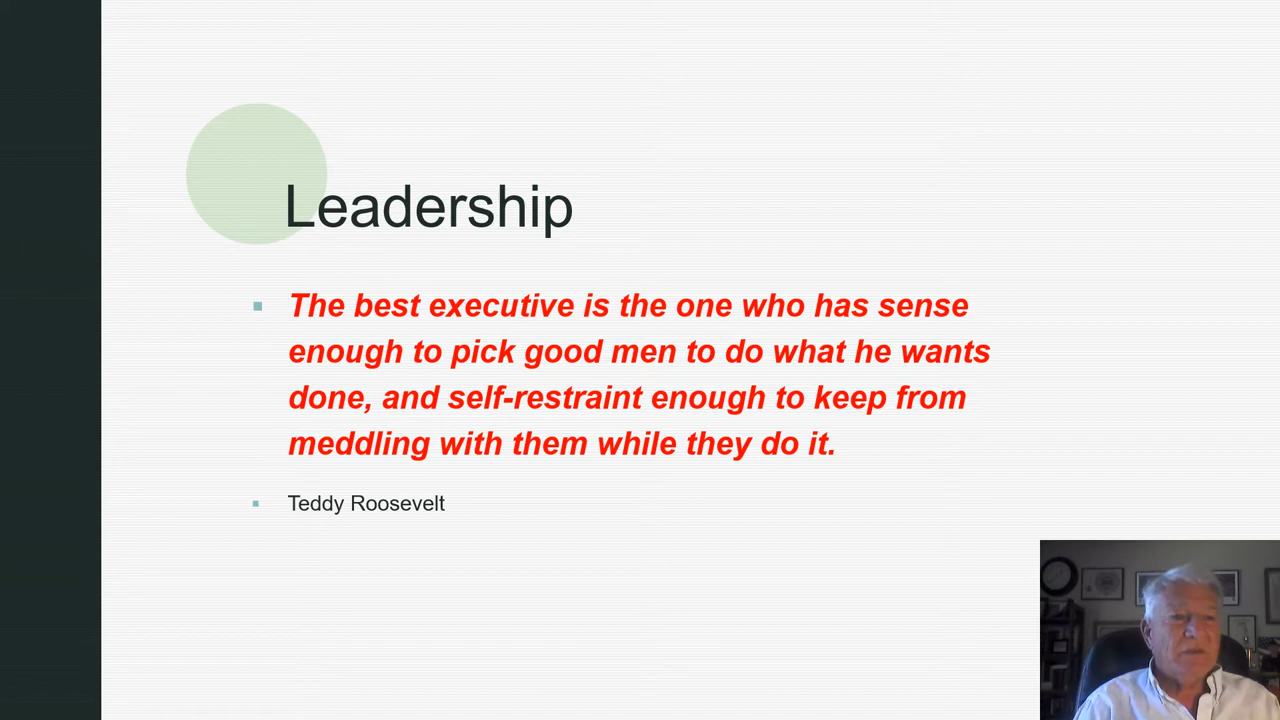 Leadership
The best executive is the one who has sense
enough to pick good men to do what he wants
done, and self-restraint enough to keep from
meddling with them while they do it.
Teddy Roosevelt